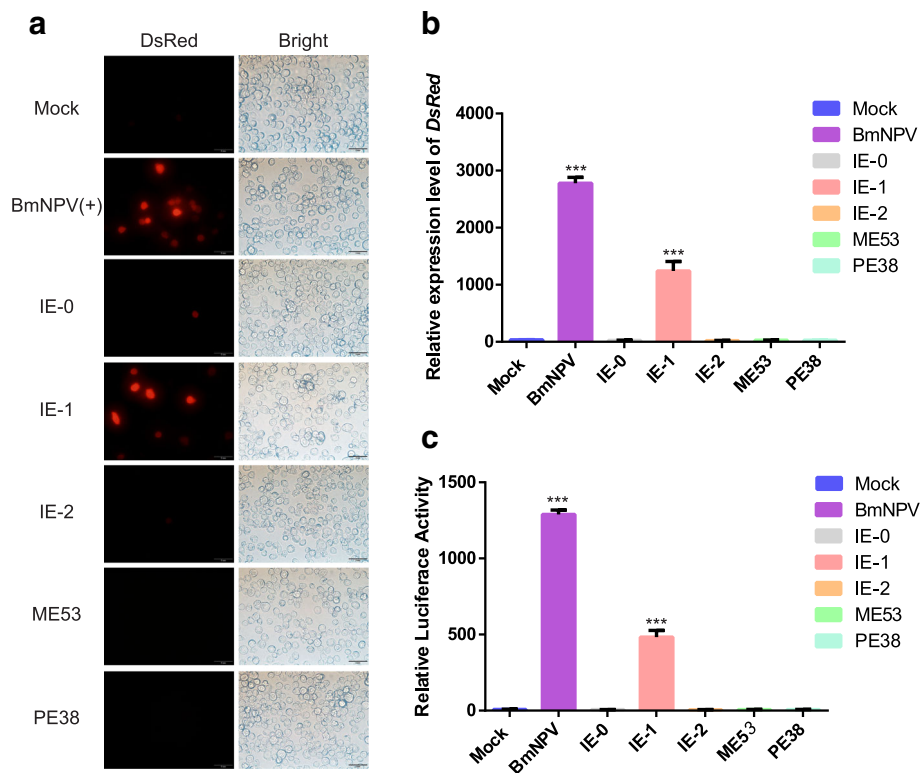 a
DsRed Bright
Mock
BmNPV(+)
IE-0
IE-1
IE-2
ME53
PE38
b
Relative expression level of DsRed
4000
3000
2000
1000
0
***
***
Mock
BmNPV
IE-0
IE-1
IE-2
ME53
PE38
Mock
BmNPV
IE-0
IE-1
IE-2
ME53
PE38
c
Relative Luciferace Activity
1500
1000
500
0
***
***
Mock
BmNPV
IE-0
IE-1
IE-2
ME53
PE38
Mock
BmNPV
IE-0
IE-1
IE-2
ME53
PE38